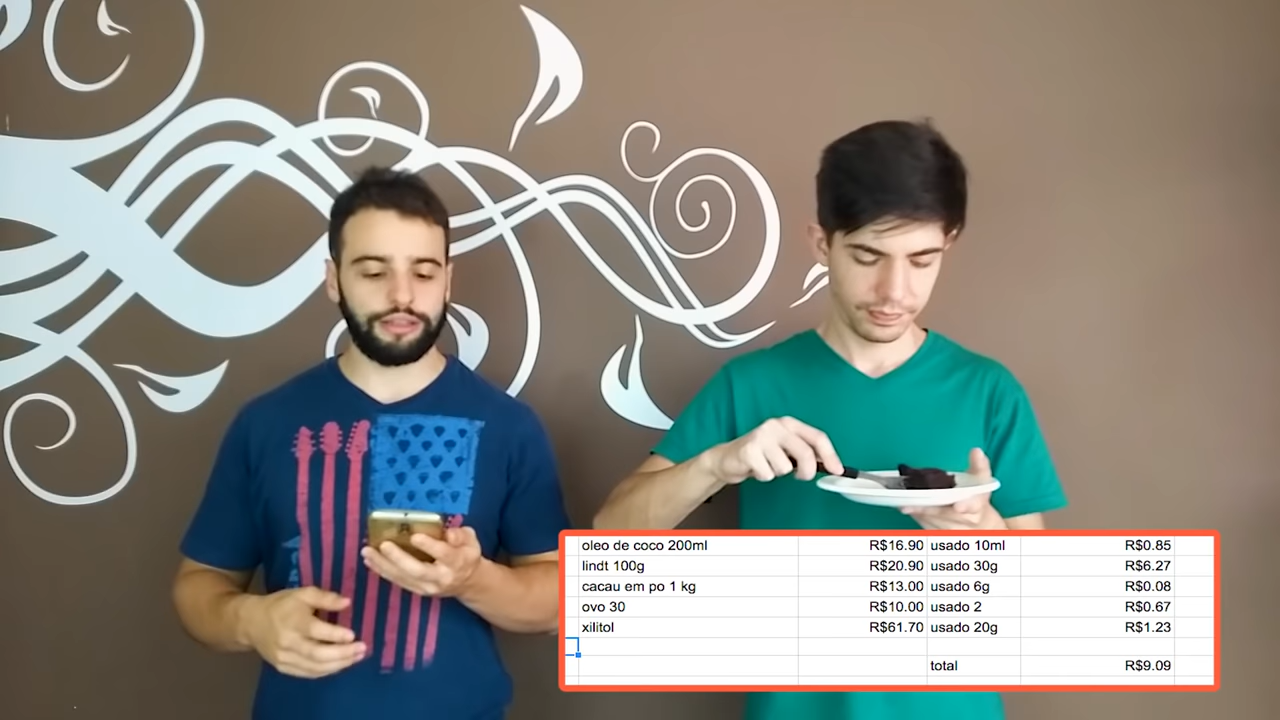 oleo de coco 200ml R$16.90 usado 10ml R$0.85
lindt 100g R$20.90 usado 30g R$6.27
cacau em po 1 kg R$13.00 usado 6g R$0.08
ovo 30 R$10.00 usado 2 R$0.67
xilitol R$61.70 usado 20g R$1.23
total R$9.09